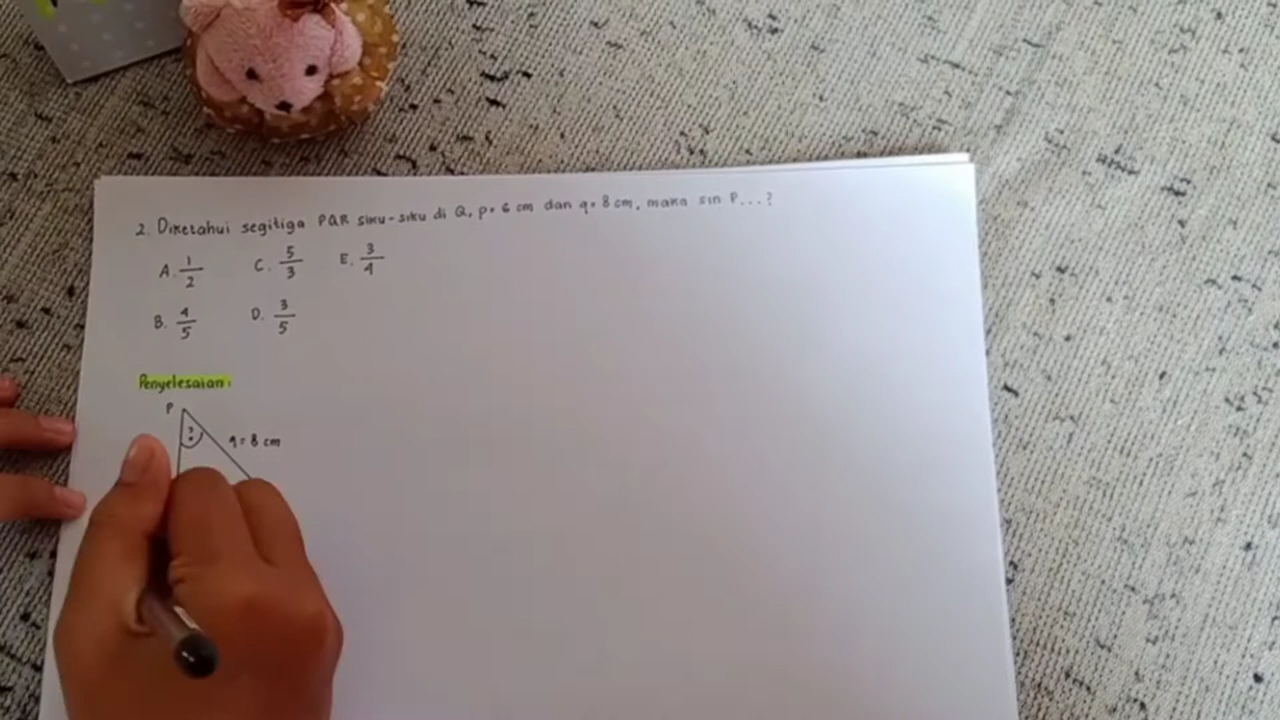 2. Diketahui segitiga PQR siku-siku di Q, p= 6 cm dan q= 8 cm, maka sin P...?
A. 1/2 C. 5/3 E. 3/4
B. 4/5 D. 3/5
Penyelesaian:
P
?
q= 8 cm